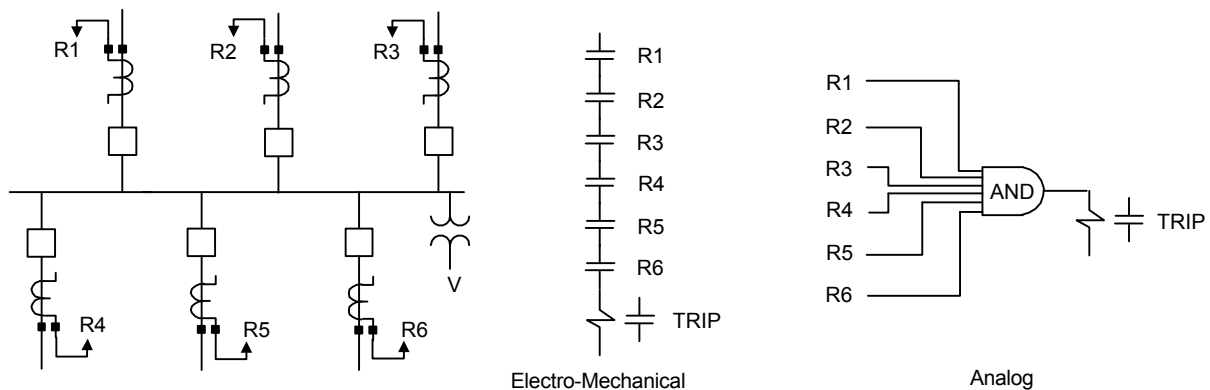 R1
R2
R3
R4
R5
R6
V
R1
R2
R3
R4
R5
R6
TRIP
Electro-Mechanical
R1
R2
R3
R4
R5
R6
AND
TRIP
Analog